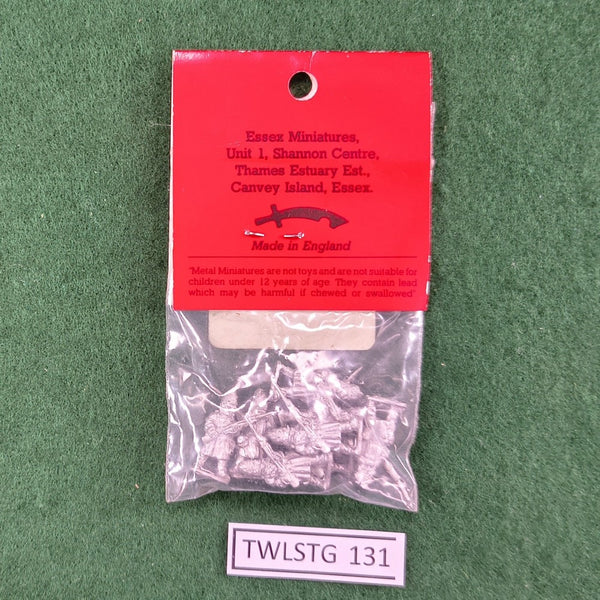 Essex Miniatures,
Unit 1, Shannon Centre,
Thames Estuary Est.,
Canvey Island, Essex.
Made in England
"Metal Miniatures are not toys and are not suitable for
children under 12 years of age. They contain lead
which may be harmful if chewed or swallowed"
TWLSTG 131